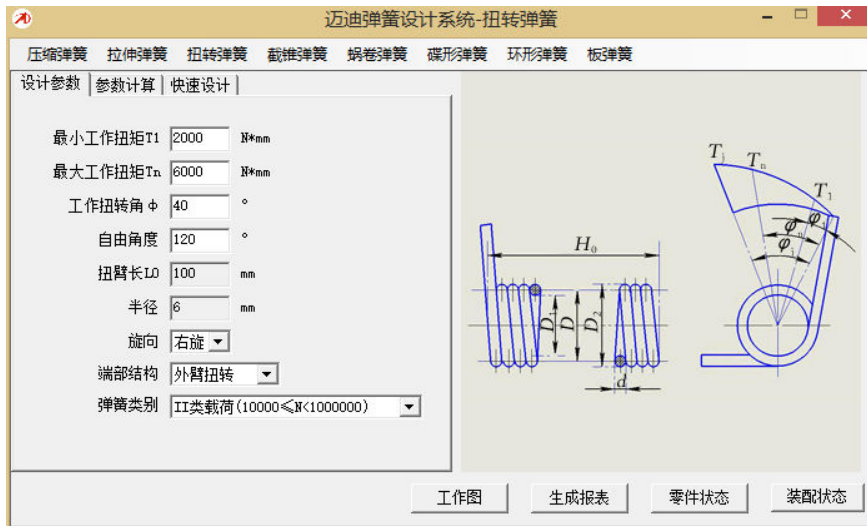 迈迪弹簧设计系统-扭转弹簧
压缩弹簧 拉伸弹簧 扭转弹簧 截锥弹簧 蜗卷弹簧 碟形弹簧 环形弹簧 板弹簧
设计参数 参数计算 快速设计
最小工作扭矩T1 2000 N*mm
最大工作扭矩Tn 6000 N*mm
工作扭转角φ 40 °
自由角度 120 °
扭臂长L0 100 mm
半径 6 mm
旋向 右旋
端部结构 外臂扭转
弹簧类别 II类载荷(10000≤N<1000000)
H₀
D₁ D D₂
d
Tⱼ Tₙ T₁
φ₁
φₙ
φⱼ
工作图 生成报表 零件状态 装配状态